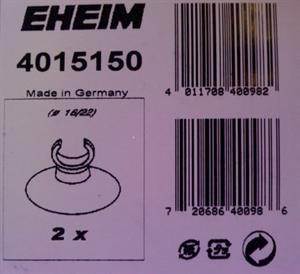 EHEIM
4015150
Made in Germany
(ø 16/22)
2 x
4 011708 400982
7 20686 40098 6